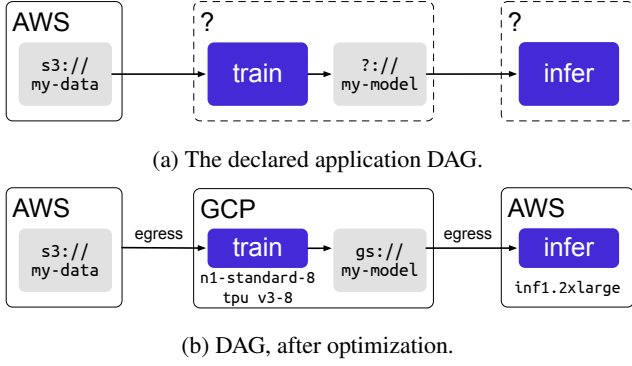 AWS
s3://
my-data
?
train
?://
my-model
?
infer
(a) The declared application DAG.
AWS
s3://
my-data
egress
GCP
train
n1-standard-8
tpu v3-8
gs://
my-model
egress
AWS
infer
inf1.2xlarge
(b) DAG, after optimization.